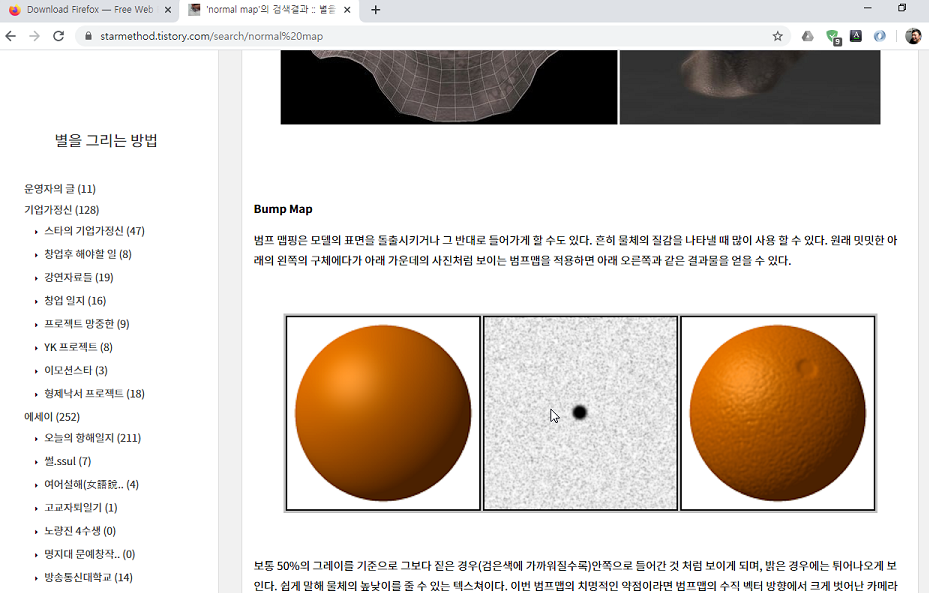 Download Firefox — Free Web
'normal map'의 검색결과 :: 별을
starmethod.tistory.com/search/normal%20map
9
A
별을 그리는 방법
운영자의 글 (11)
기업가정신 (128)
스타의 기업가정신 (47)
창업후 해야할 일 (8)
강연자료들 (19)
창업 일지 (16)
프로젝트 망중한 (9)
YK 프로젝트 (8)
이모션스타 (3)
형제낙서 프로젝트 (18)
에세이 (252)
오늘의 항해일지 (211)
썰.ssul (7)
여어설해(女語說.. (4)
고교자퇴일기 (1)
노량진 4수생 (0)
명지대 문예창작.. (0)
방송통신대학교 (14)
Bump Map
범프 맵핑은 모델의 표면을 돌출시키거나 그 반대로 들어가게 할 수도 있다. 흔히 물체의 질감을 나타낼 때 많이 사용 할 수 있다. 원래 밋밋한 아
래의 왼쪽의 구체에다가 아래 가운데의 사진처럼 보이는 범프맵을 적용하면 아래 오른쪽과 같은 결과물을 얻을 수 있다.
보통 50%의 그레이를 기준으로 그보다 짙은 경우(검은색에 가까워질수록)안쪽으로 들어간 것 처럼 보이게 되며, 밝은 경우에는 튀어나오게 보
인다. 쉽게 말해 물체의 높낮이를 줄 수 있는 텍스쳐이다. 이번 범프맵의 치명적인 약점이라면 범프맵의 수직 벡터 방향에서 크게 벗어난 카메라